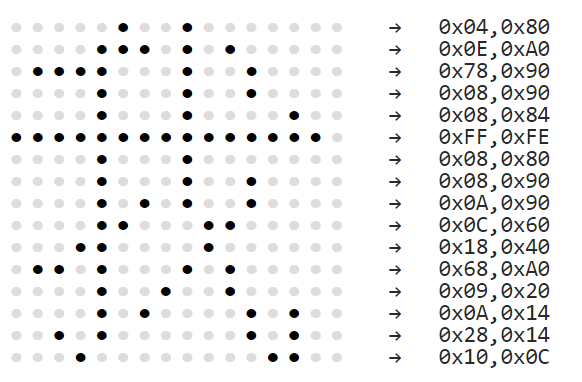 我
→ 0x04,0x80
→ 0x0E,0xA0
→ 0x78,0x90
→ 0x08,0x90
→ 0x08,0x84
→ 0xFF,0xFE
→ 0x08,0x80
→ 0x08,0x90
→ 0x0A,0x90
→ 0x0C,0x60
→ 0x18,0x40
→ 0x68,0xA0
→ 0x09,0x20
→ 0x0A,0x14
→ 0x28,0x14
→ 0x10,0x0C